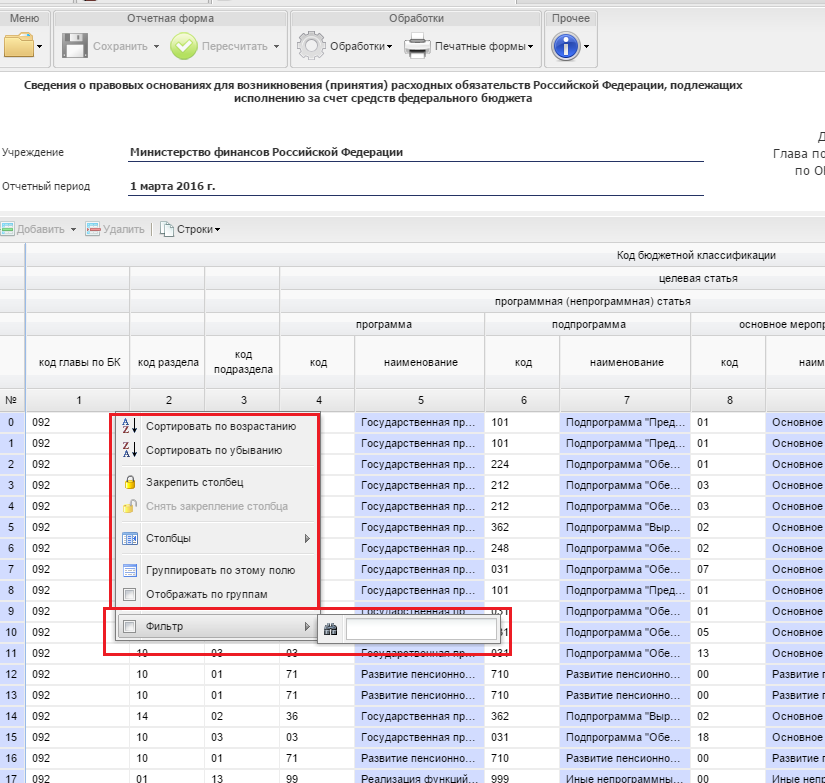 Меню Отчетная форма Обработки Прочее
Сохранить Пересчитать Обработки Печатные формы
Сведения о правовых основаниях для возникновения (принятия) расходных обязательств Российской Федерации, подлежащих
исполнению за счет средств федерального бюджета
Учреждение Министерство финансов Российской Федерации
Глава по
по О
Отчетный период 1 марта 2016 г.
Добавить Удалить Строки
Код бюджетной классификации
целевая статья
программная (непрограммная) статья
программа подпрограмма основное мероп
код главы по БК код раздела код подраздела код наименование код наименование код наим
№ 1 2 3 4 5 6 7 8
0 092 Государственная пр... 101 Подпрограмма "Пред... 01 Основное
1 092 Государственная пр... 101 Подпрограмма "Пред... 01 Основное
2 092 Государственная пр... 224 Подпрограмма "Обе... 01 Основное
3 092 Государственная пр... 212 Подпрограмма "Обе... 03 Основное
4 092 Государственная пр... 212 Подпрограмма "Обе... 03 Основное
5 092 Государственная пр... 362 Подпрограмма "Выр... 02 Основное
6 092 Государственная пр... 248 Подпрограмма "Обе... 02 Основное
7 092 Государственная пр... 031 Подпрограмма "Обе... 07 Основное
8 092 Государственная пр... 101 Подпрограмма "Пред... 01 Основное
9 092 Государственная пр... 031 Подпрограмма "Обе... 01 Основное
10 092 Подпрограмма "Обе... 05 Основное
11 092 10 03 03 Государственная пр... 031 Подпрограмма "Обе... 13 Основное
12 092 10 01 71 Развитие пенсионно... 710 Развитие пенсионно... 00 Развитие п
13 092 10 01 71 Развитие пенсионно... 710 Развитие пенсионно... 00 Развитие п
14 092 14 02 36 Государственная пр... 362 Подпрограмма "Выр... 02 Основное
15 092 10 03 03 Государственная пр... 031 Подпрограмма "Обе... 18 Основное
16 092 10 01 71 Развитие пенсионно... 710 Развитие пенсионно... 00 Развитие п
17 092 01 13 99 Реализация функций... 999 Иные непрограммны... 00 Иные непр
Сортировать по возрастанию
Сортировать по убыванию
Закрепить столбец
Снять закрепление столбца
Столбцы
Группировать по этому полю
Отображать по группам
Фильтр